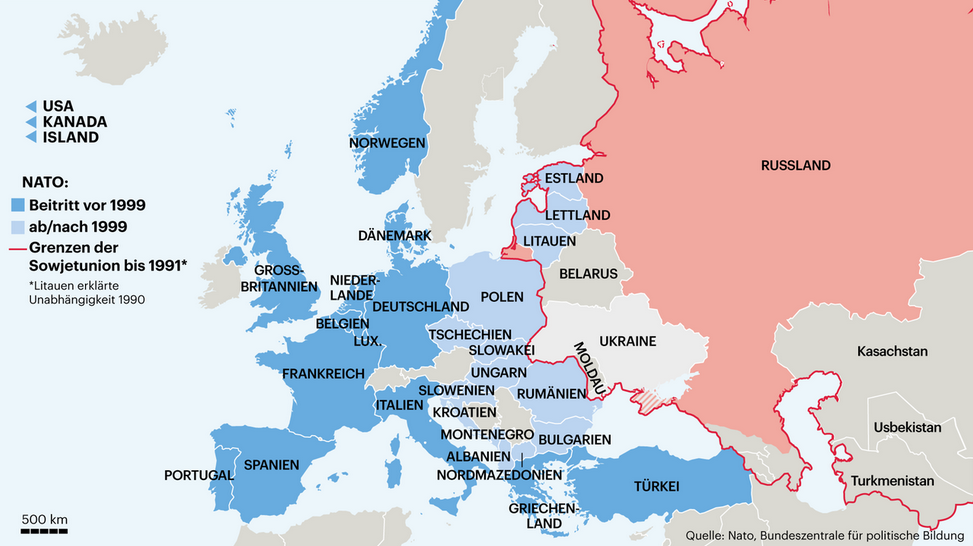 USA
KANADA
ISLAND
NATO:
Beitritt vor 1999
ab/nach 1999
Grenzen der
Sowjetunion bis 1991*
*Litauen erklärte
Unabhängigkeit 1990
NORWEGEN
RUSSLAND
ESTLAND
LETTLAND
LITAUEN
DÄNEMARK
BELARUS
GROSS-
BRITANNIEN
NIEDER-
LANDE
DEUTSCHLAND
POLEN
BELGIEN
LUX.
TSCHECHIEN
SLOWAKEI
UKRAINE
MOLDAU
Kasachstan
FRANKREICH
UNGARN
SLOWENIEN
RUMÄNIEN
ITALIEN
KROATIEN
MONTENEGRO
BULGARIEN
Usbekistan
ALBANIEN
NORDMAZEDONIEN
PORTUGAL
SPANIEN
TÜRKEI
Turkmenistan
GRIECHEN-
LAND
500 km
Quelle: Nato, Bundeszentrale für politische Bildung